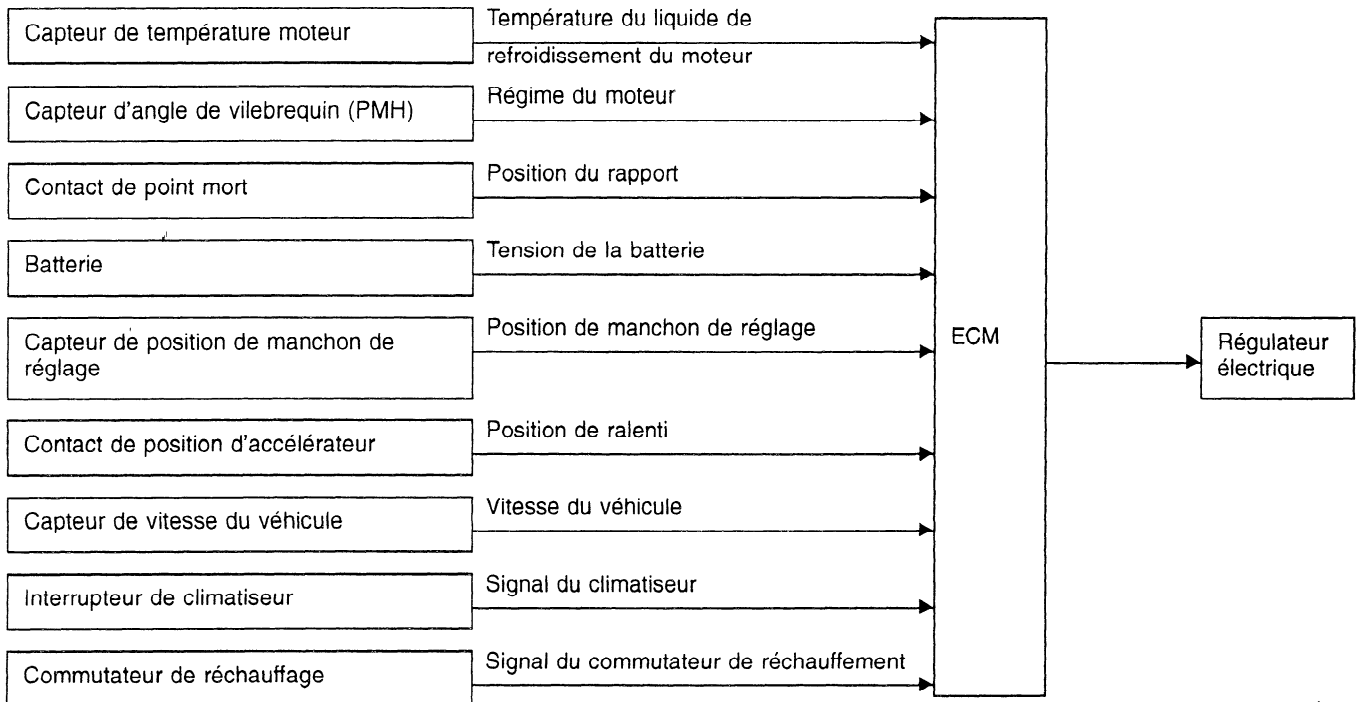 Capteur de température moteur
Température du liquide de
refroidissement du moteur
Capteur d'angle de vilebrequin (PMH)
Régime du moteur
Contact de point mort
Position du rapport
Batterie
Tension de la batterie
Capteur de position de manchon de
réglage
Position de manchon de réglage
Contact de position d'accélérateur
Position de ralenti
Capteur de vitesse du véhicule
Vitesse du véhicule
Interrupteur de climatiseur
Signal du climatiseur
Commutateur de réchauffage
Signal du commutateur de réchauffement
ECM
Régulateur
électrique